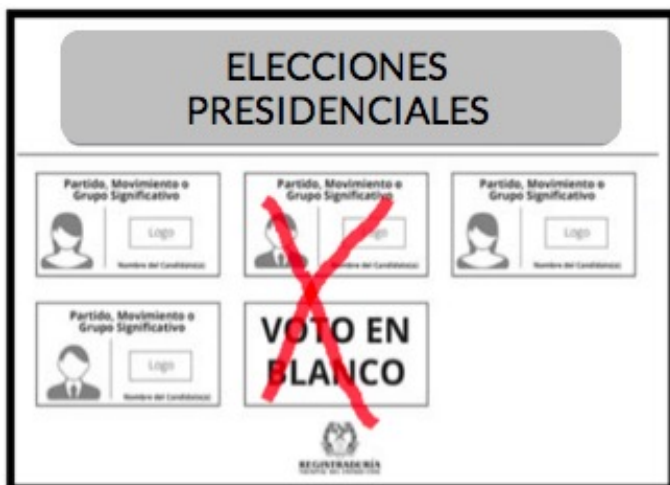 ELECCIONES
PRESIDENCIALES
Partido, Movimiento o
Grupo Significativo
Logo
Nombre del Candidato(a)
Partido, Movimiento o
Grupo Significativo
Logo
Nombre del Candidato(a)
Partido, Movimiento o
Grupo Significativo
Logo
Nombre del Candidato(a)
Partido, Movimiento o
Grupo Significativo
Logo
Nombre del Candidato(a)
VOTO EN
BLANCO
REGISTRADURÍA